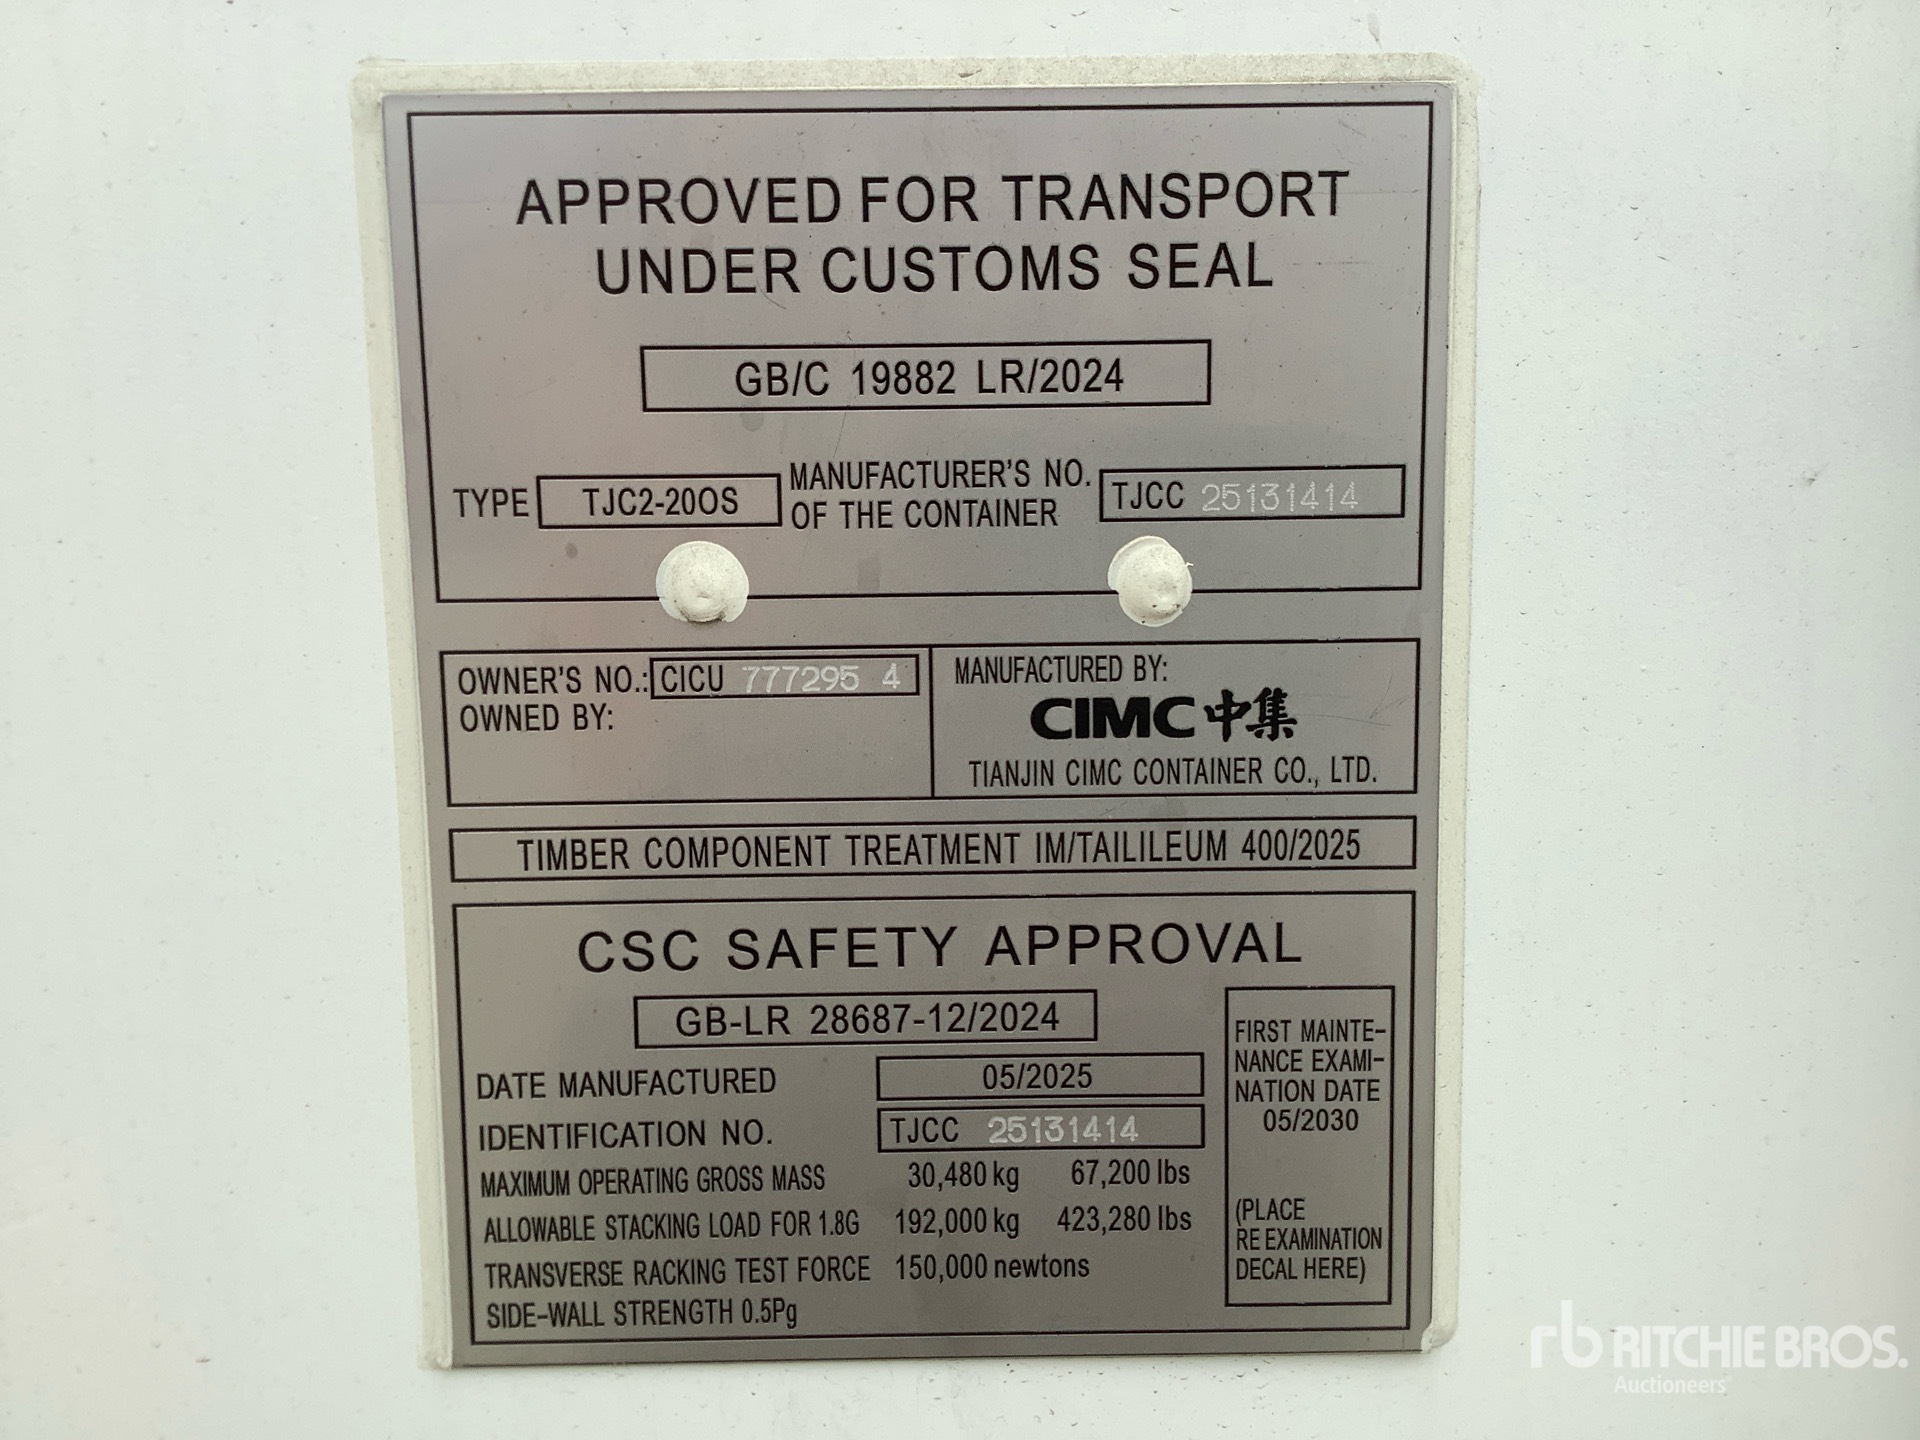 APPROVED FOR TRANSPORT
UNDER CUSTOMS SEAL
GB/C 19882 LR/2024
TYPE TJC2-20OS
MANUFACTURER'S NO.
OF THE CONTAINER
TJCC 25131414
OWNER'S NO.: CICU 777295 4
OWNED BY:
MANUFACTURED BY:
CIMC中集
TIANJIN CIMC CONTAINER CO., LTD.
TIMBER COMPONENT TREATMENT IM/TAILILEUM 400/2025
CSC SAFETY APPROVAL
GB-LR 28687-12/2024
DATE MANUFACTURED 05/2025
IDENTIFICATION NO. TJCC 25131414
MAXIMUM OPERATING GROSS MASS 30,480 kg 67,200 lbs
ALLOWABLE STACKING LOAD FOR 1.8G 192,000 kg 423,280 lbs
TRANSVERSE RACKING TEST FORCE 150,000 newtons
SIDE-WALL STRENGTH 0.5Pg
FIRST MAINTE-
NANCE EXAMI-
NATION DATE
05/2030
(PLACE
RE EXAMINATION
DECAL HERE)
rb RITCHIE BROS.
Auctioneers